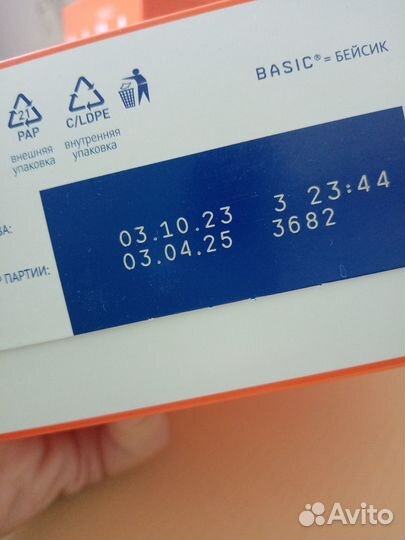 BASIC® = БЕЙСИК
21
PAP
C/LDPE
внешняя
упаковка
внутренняя
упаковка
ВА:
03.10.23 3 23:44
ПАРТИИ:
03.04.25 3682
Avito